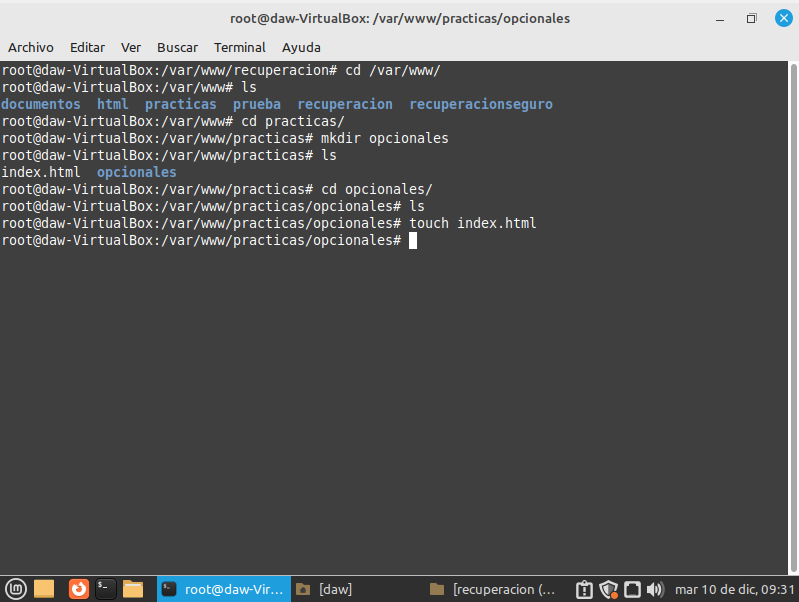 root@daw-VirtualBox: /var/www/practicas/opcionales
Archivo Editar Ver Buscar Terminal Ayuda
root@daw-VirtualBox:/var/www/recuperacion# cd /var/www/
root@daw-VirtualBox:/var/www# ls
documentos html practicas prueba recuperacion recuperacionseguro
root@daw-VirtualBox:/var/www# cd practicas/
root@daw-VirtualBox:/var/www/practicas# mkdir opcionales
root@daw-VirtualBox:/var/www/practicas# ls
index.html opcionales
root@daw-VirtualBox:/var/www/practicas# cd opcionales/
root@daw-VirtualBox:/var/www/practicas/opcionales# ls
root@daw-VirtualBox:/var/www/practicas/opcionales# touch index.html
root@daw-VirtualBox:/var/www/practicas/opcionales#
root@daw-Vir... [daw] [recuperacion (... mar 10 de dic, 09:31